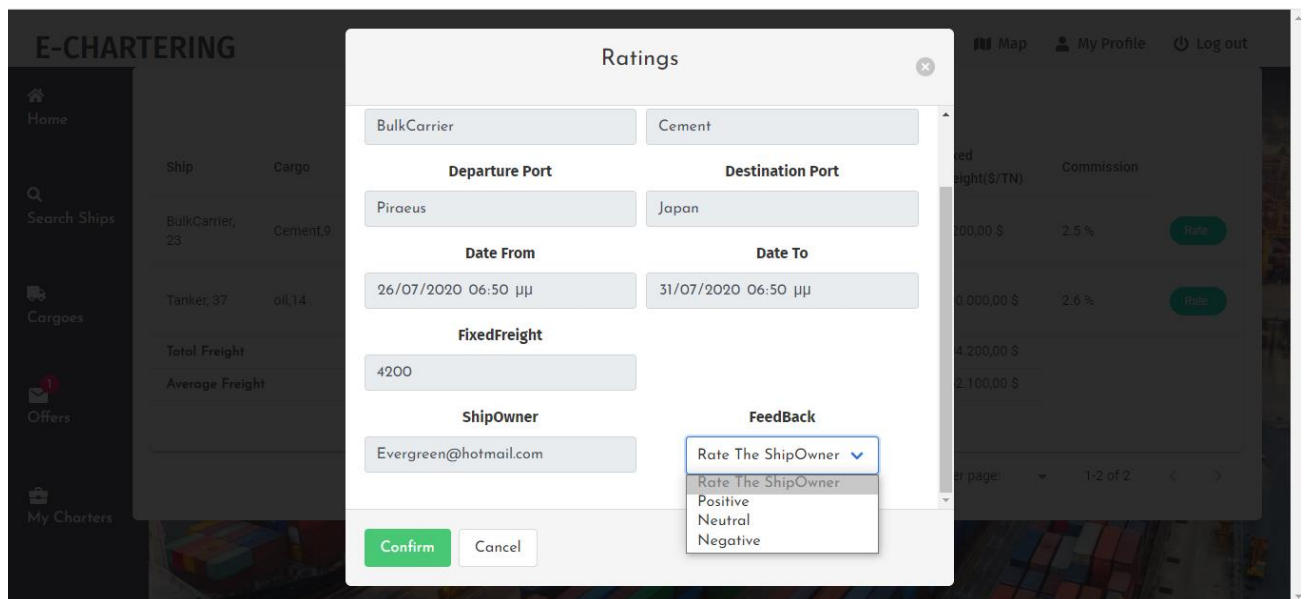 E-CHARTERING
Map
My Profile
Log out
Home
Search Ships
Cargoes
1
Offers
My Charters
Ratings
BulkCarrier
Cement
Departure Port
Destination Port
Piraeus
Japan
Date From
Date To
26/07/2020 06:50 μμ
31/07/2020 06:50 μμ
FixedFreight
4200
ShipOwner
FeedBack
Evergreen@hotmail.com
Rate The ShipOwner
Rate The ShipOwner
Positive
Neutral
Negative
Confirm
Cancel
Ship
Cargo
Commission
BulkCarrier,
23
Cement,9
200,00 $
2.5 %
Rate
Tanker, 37
oil,14
2.6 %
Rate
Total Freight
4.200,00 $
Average Freight
2.100,00 $
page:
1-2 of 2